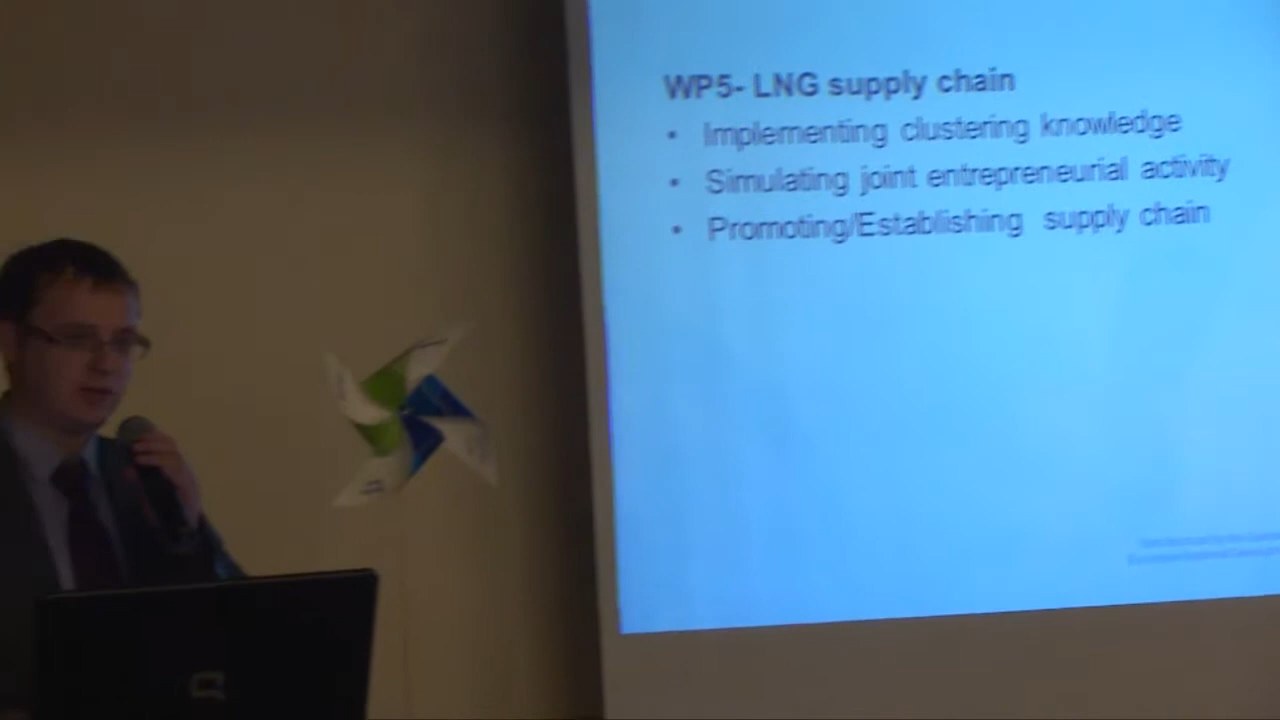 WP5- LNG supply chain
• Implementing clustering knowledge
• Simulating joint entrepreneurial activity
• Promoting/Establishing supply chain